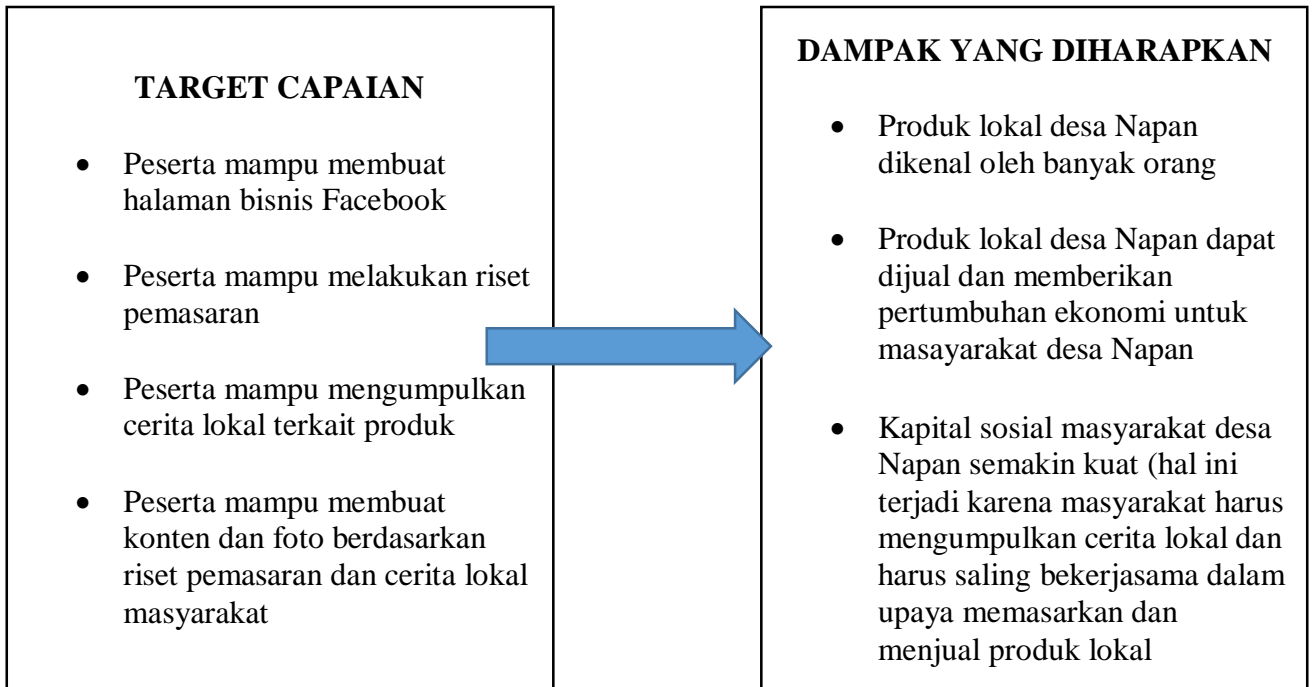 TARGET CAPAIAN
• Peserta mampu membuat
halaman bisnis Facebook
• Peserta mampu melakukan riset
pemasaran
• Peserta mampu mengumpulkan
cerita lokal terkait produk
• Peserta mampu membuat
konten dan foto berdasarkan
riset pemasaran dan cerita lokal
masyarakat
DAMPAK YANG DIHARAPKAN
• Produk lokal desa Napan
dikenal oleh banyak orang
• Produk lokal desa Napan dapat
dijual dan memberikan
pertumbuhan ekonomi untuk
masayarakat desa Napan
• Kapital sosial masyarakat desa
Napan semakin kuat (hal ini
terjadi karena masyarakat harus
mengumpulkan cerita lokal dan
harus saling bekerjasama dalam
upaya memasarkan dan
menjual produk lokal